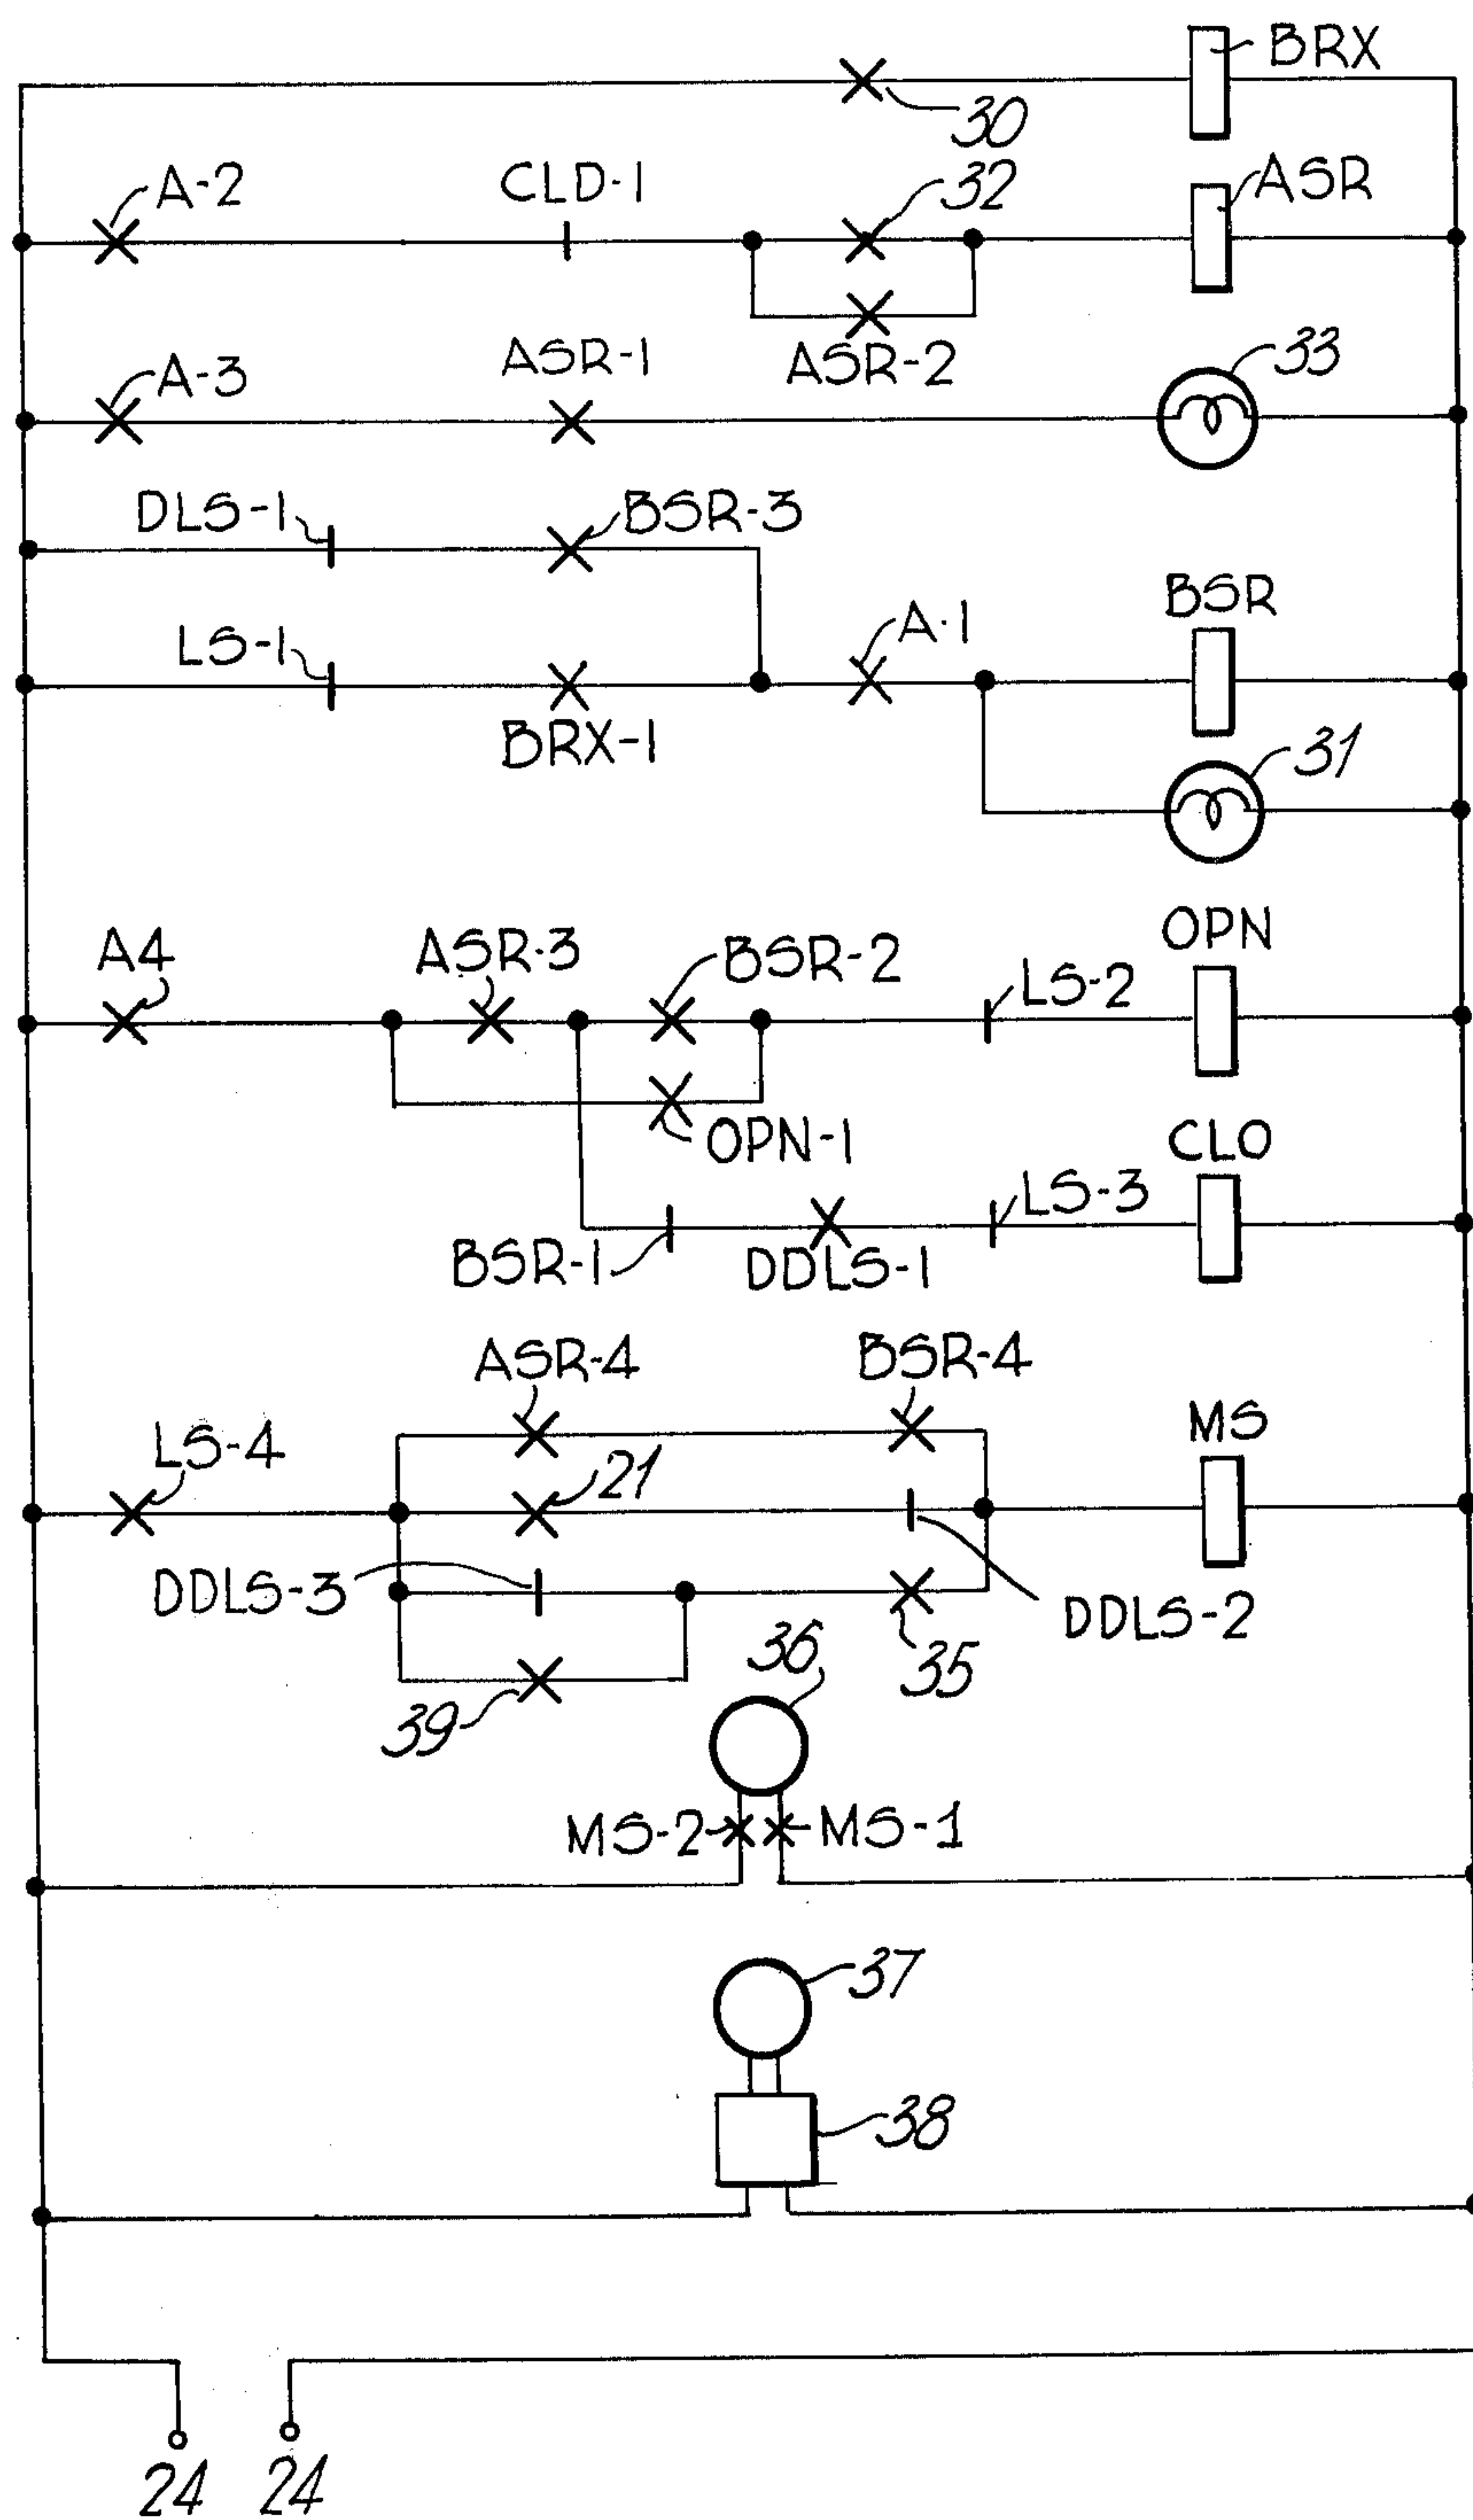 BRX
30
A-2
CLD-1
32
ASR
A-3
ASR-1
ASR-2
33
DLS-1
BSR-3
LS-1
BRX-1
A-1
BSR
31
A4
ASR-3
BSR-2
LS-2
OPN
OPN-1
BSR-1
DDLS-1
LS-3
CLO
ASR-4
BSR-4
LS-4
21
MS
DDLS-3
DDLS-2
39
36
35
MS-2
MS-1
37
38
24
24